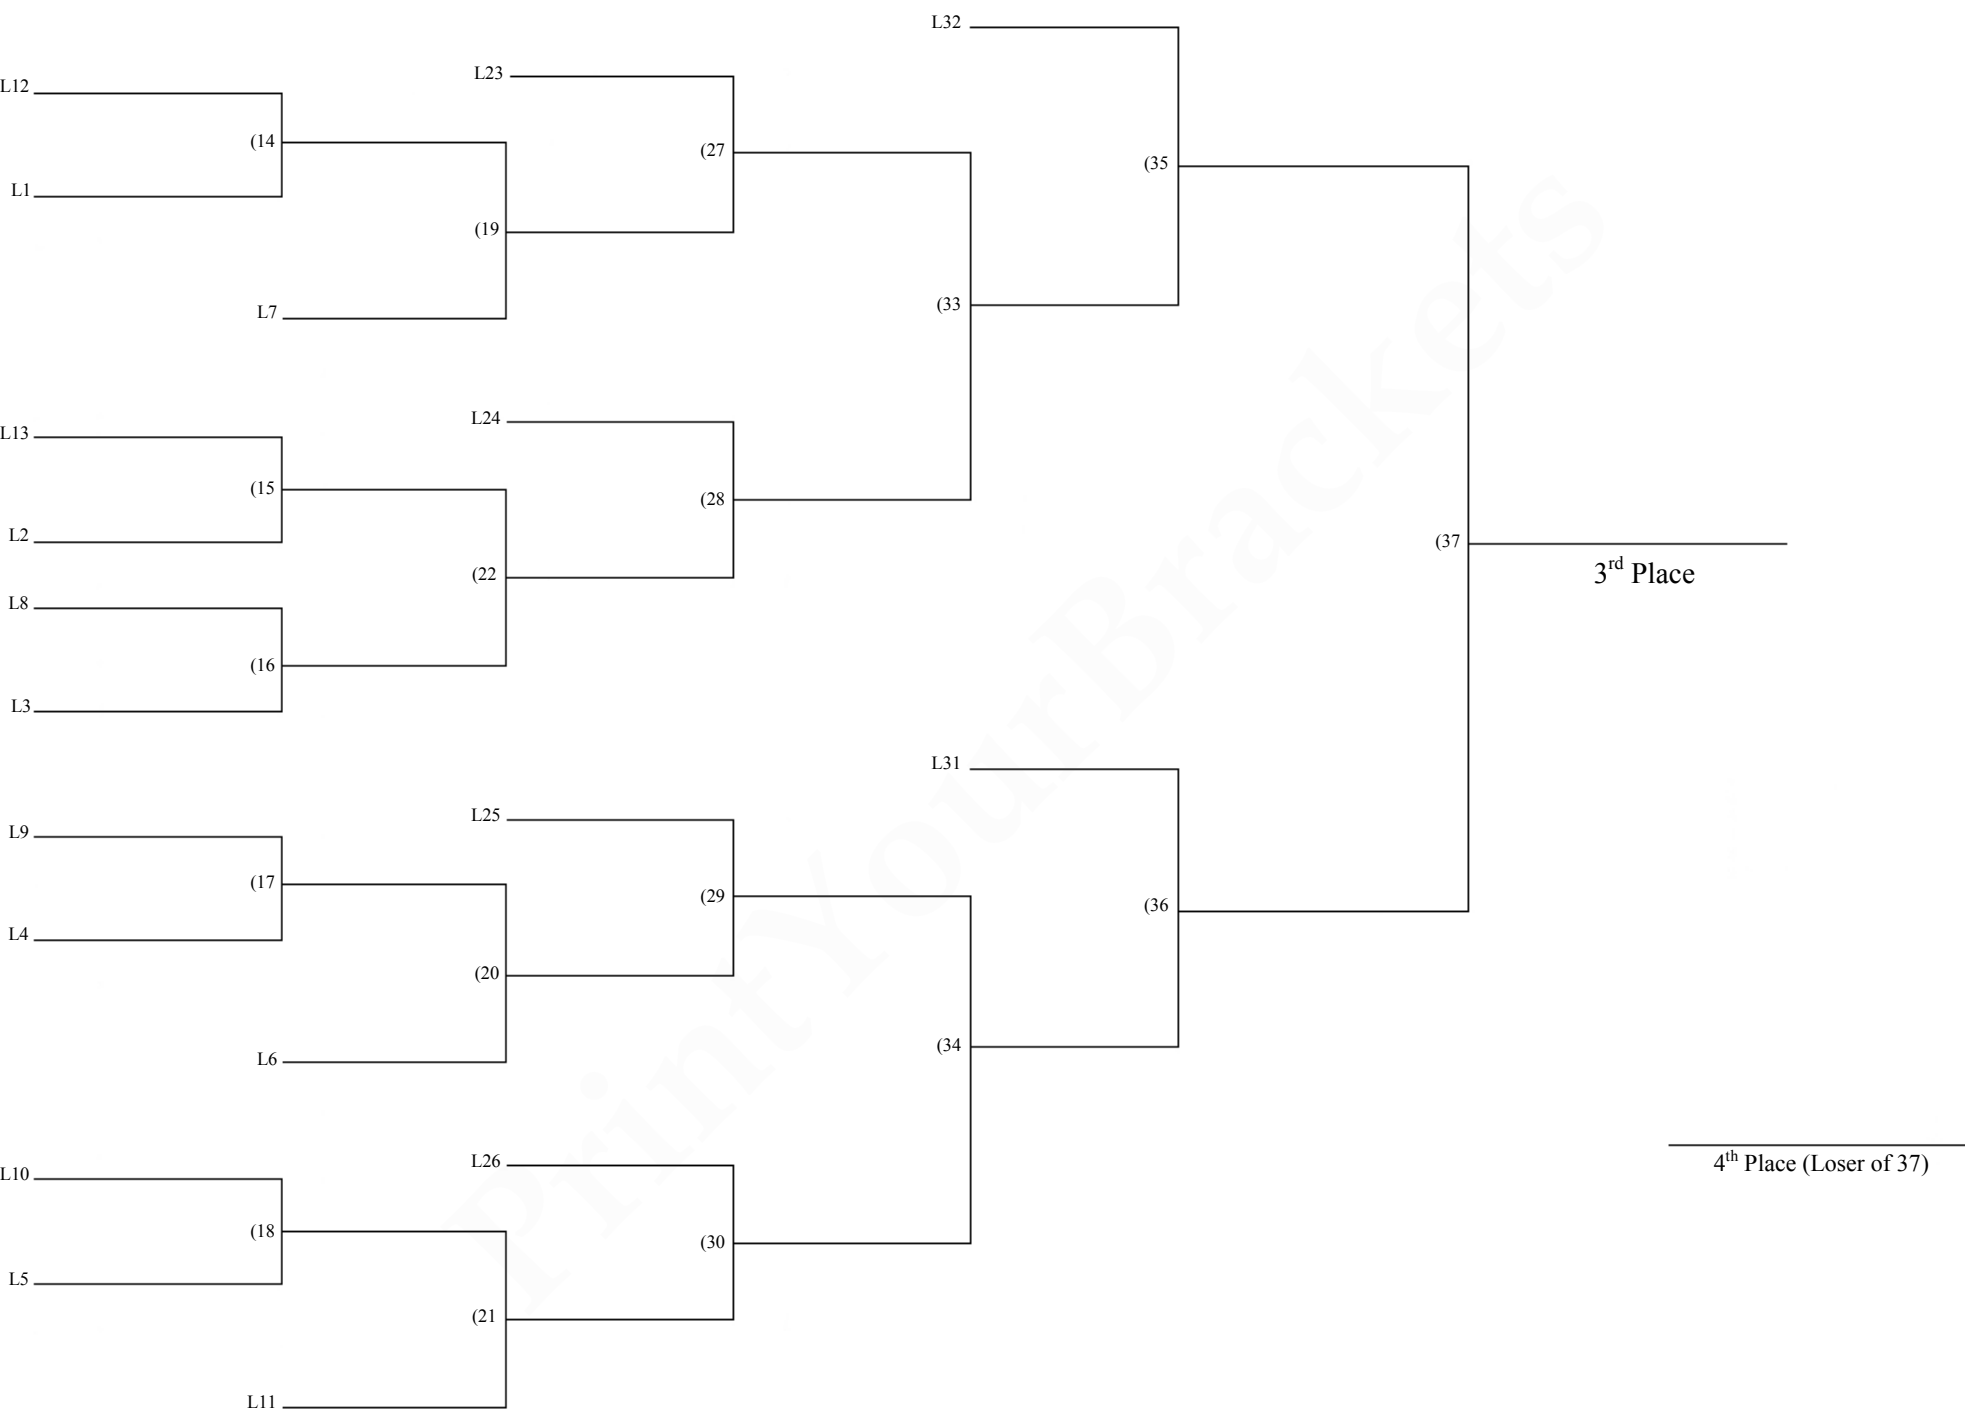 L32
L23
L12
(14
(27
(35
L1
(19
(33
L7
L24
L13
(15
(28
L2
(37
3rd Place
(22
L8
(16
L3
L31
L25
L9
(17
(29
(36
L4
(20
(34
L6
L26
4th Place (Loser of 37)
L10
(18
(30
L5
(21
L11
PrintYourBrackets